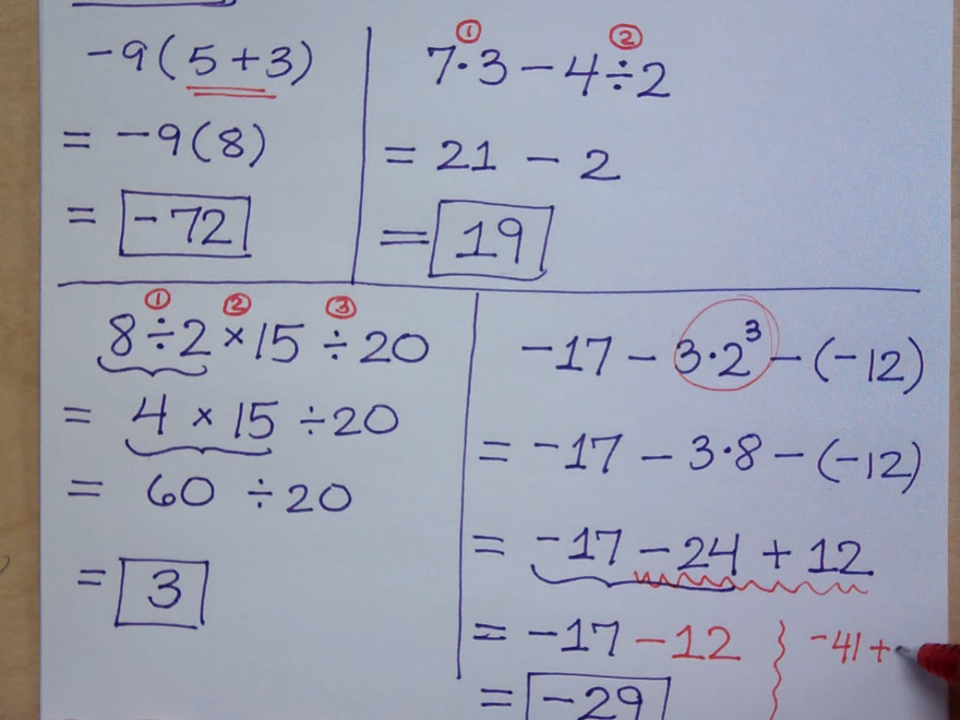 -9(5+3)
= -9(8)
= -72
① ②
7·3 - 4÷2
= 21 - 2
= 19
① ② ③
8÷2×15÷20
= 4 × 15 ÷20
= 60 ÷20
= 3
-17 - 3·2³ - (-12)
= -17 - 3·8 - (-12)
= -17 - 24 + 12
= -17 - 12 -41 +
= -29